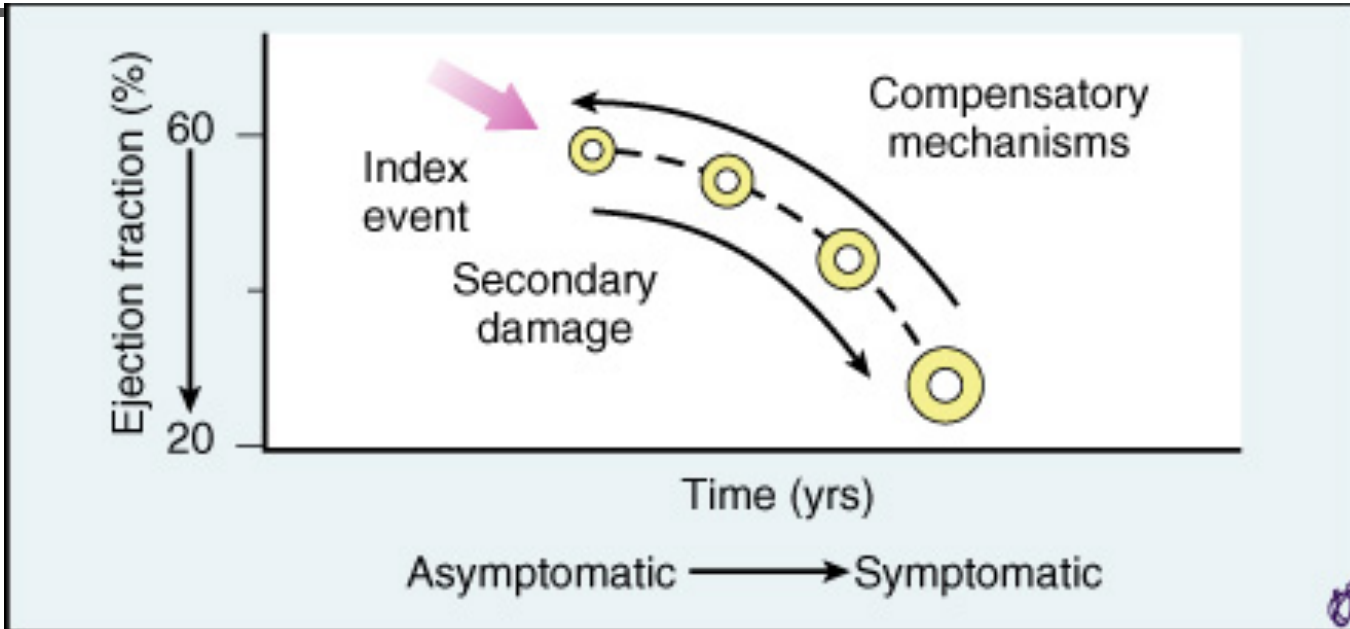 Ejection fraction (%)
60
20
Index
event
Secondary
damage
Compensatory
mechanisms
Time (yrs)
Asymptomatic
Symptomatic